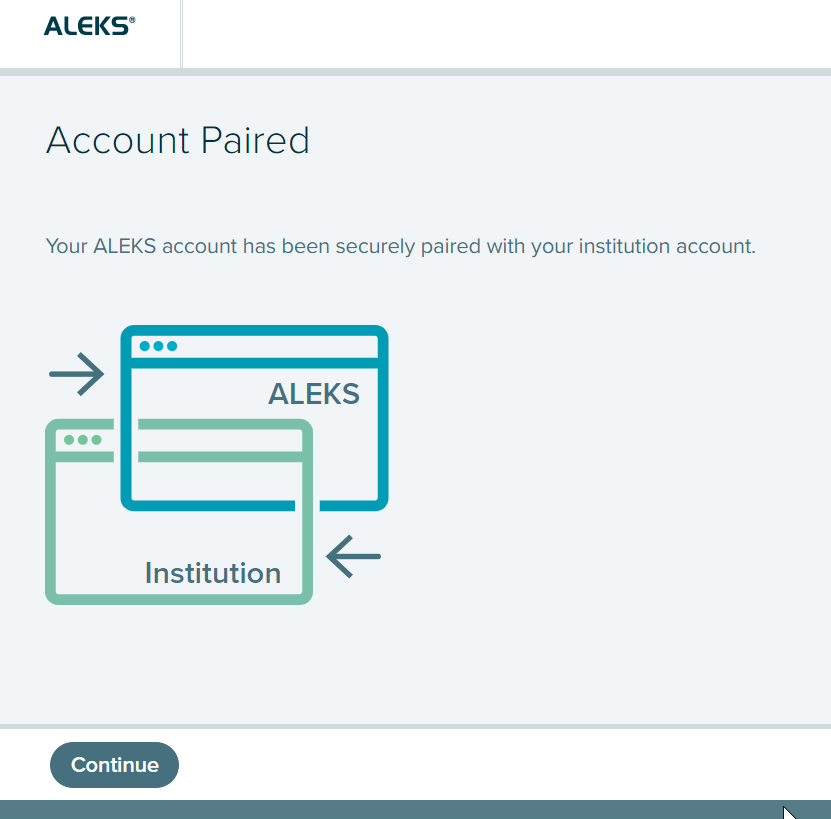 ALEKS®
Account Paired
Your ALEKS account has been securely paired with your institution account.
ALEKS
Institution
Continue